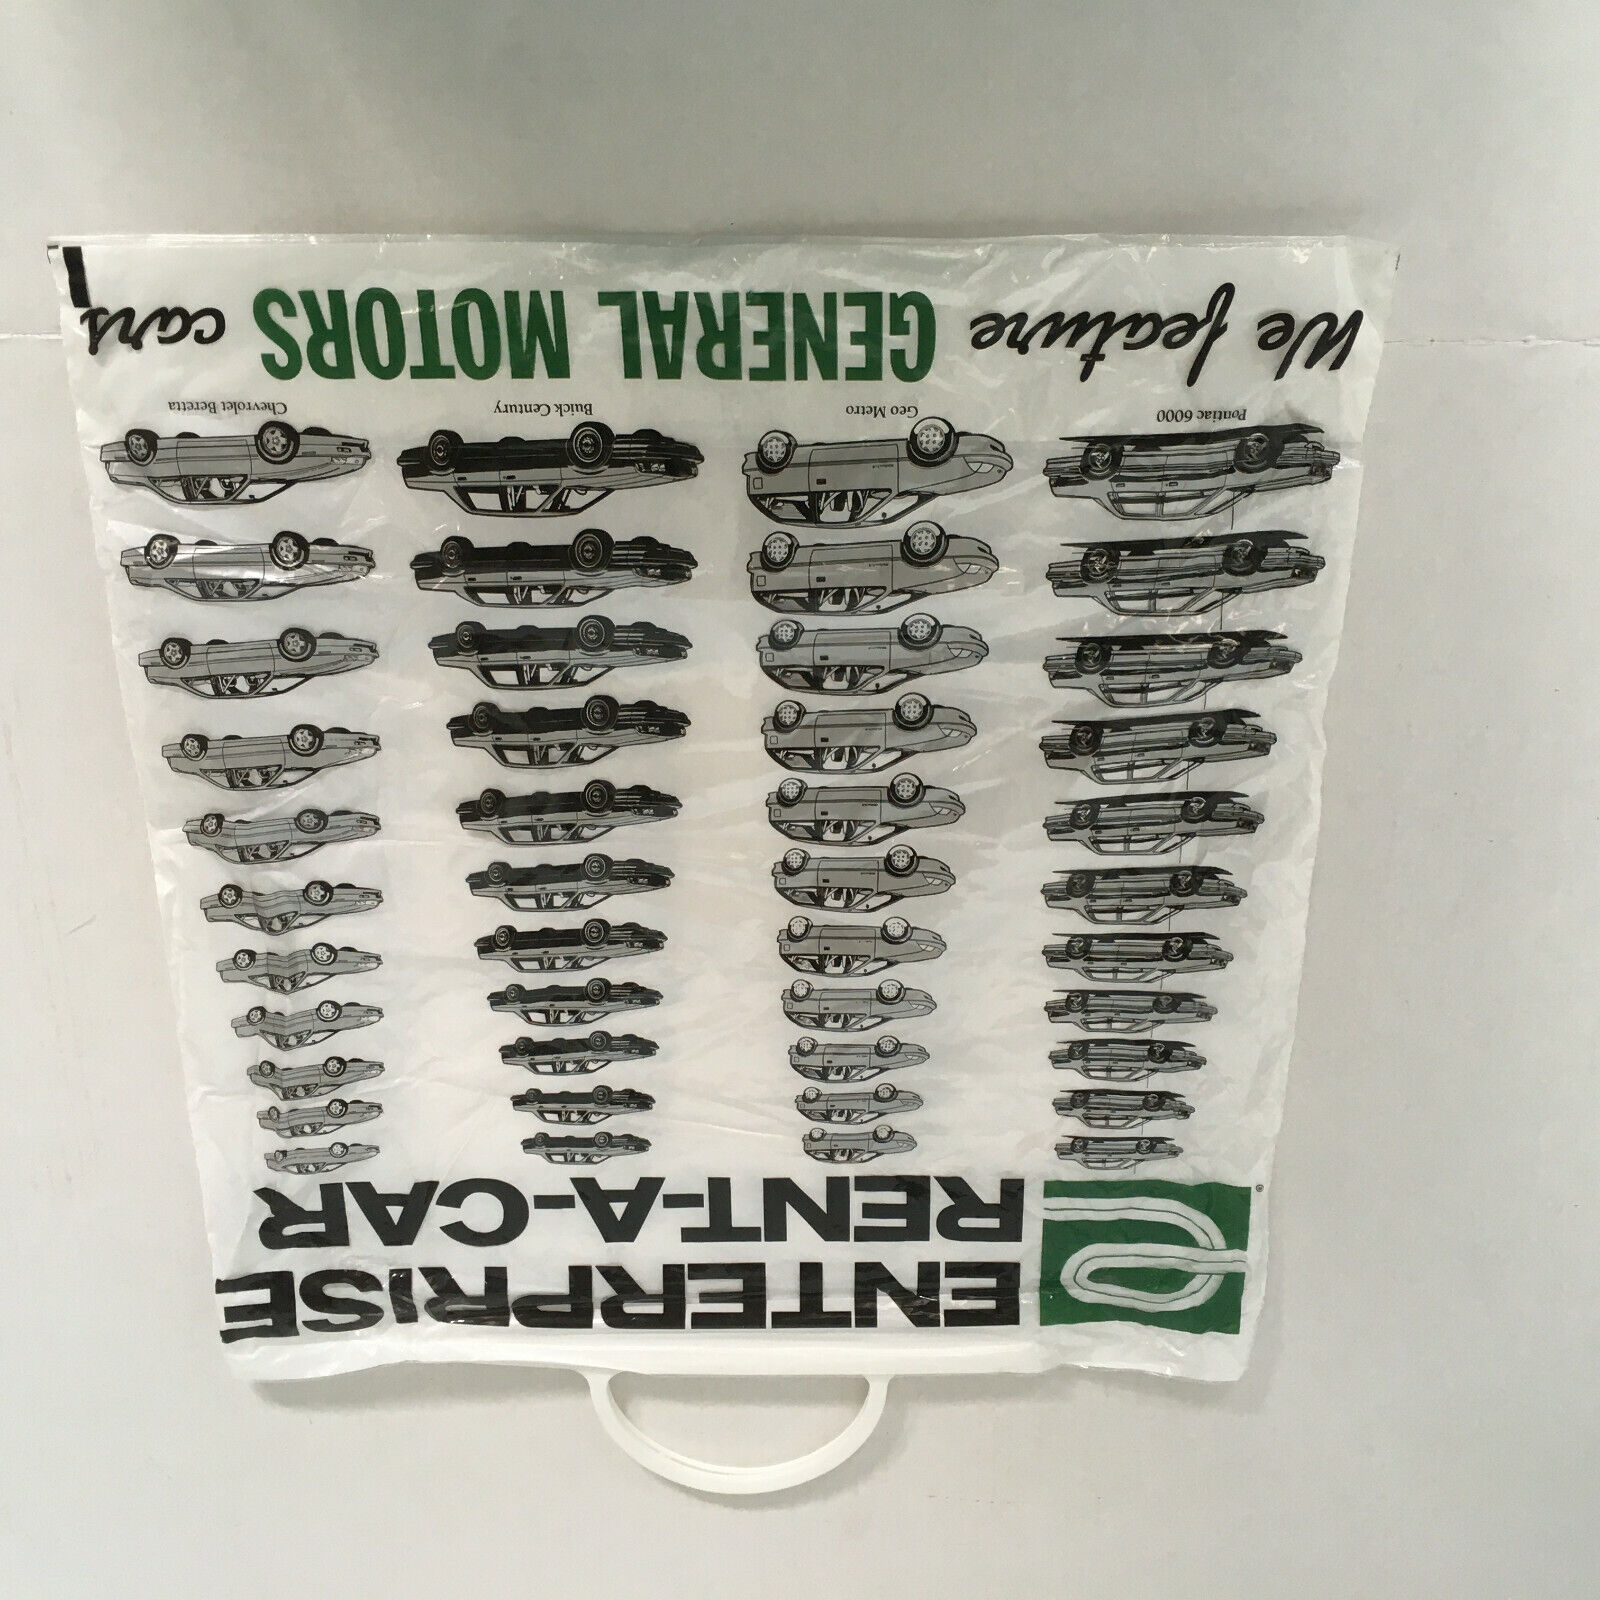 ENTERPRISE
RENT-A-CAR
®
Pontiac 6000
Geo Metro
Buick Century
Chevrolet Beretta
We feature GENERAL MOTORS cars